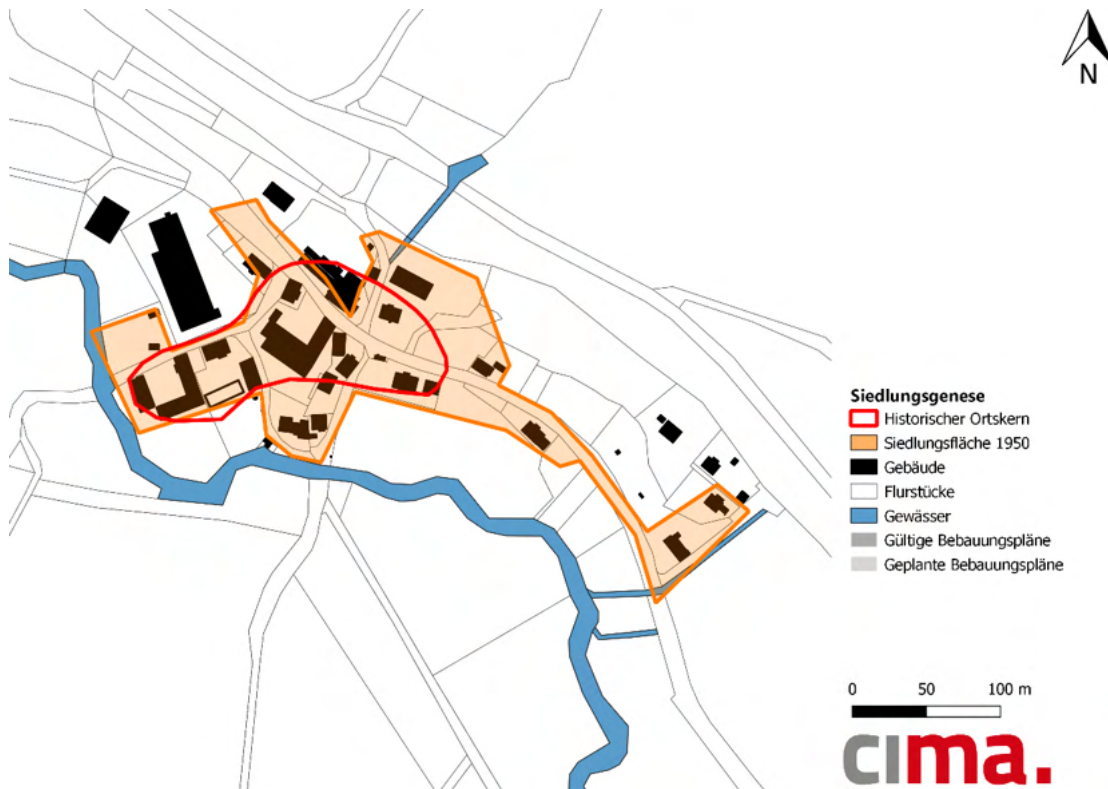 N
Siedlungsgenese
Historischer Ortskern
Siedlungsfläche 1950
Gebäude
Flurstücke
Gewässer
Gültige Bebauungspläne
Geplante Bebauungspläne
0 50 100 m
cima.